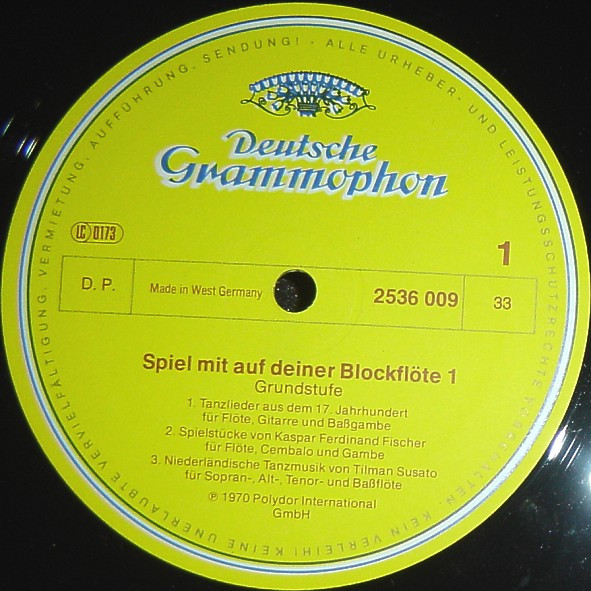 ALLE URHEBER- UND LEISTUNGSSCHUTZRECHTE VORBEHALTEN. KEIN VERLEIH! KEINE UNERLAUBTE VERVIELFÄLTIGUNG, VERMIETUNG, AUFFÜHRUNG, SENDUNG! ·
Deutsche
Grammophon
LC 0173
1
D. P.
Made in West Germany
2536 009
33
Spiel mit auf deiner Blockflöte 1
Grundstufe
1. Tanzlieder aus dem 17. Jahrhundert
für Flöte, Gitarre und Baßgambe
2. Spielstücke von Kaspar Ferdinand Fischer
für Flöte, Cembalo und Gambe
3. Niederländische Tanzmusik von Tilman Susato
für Sopran-, Alt-, Tenor- und Baßflöte
℗ 1970 Polydor International
GmbH